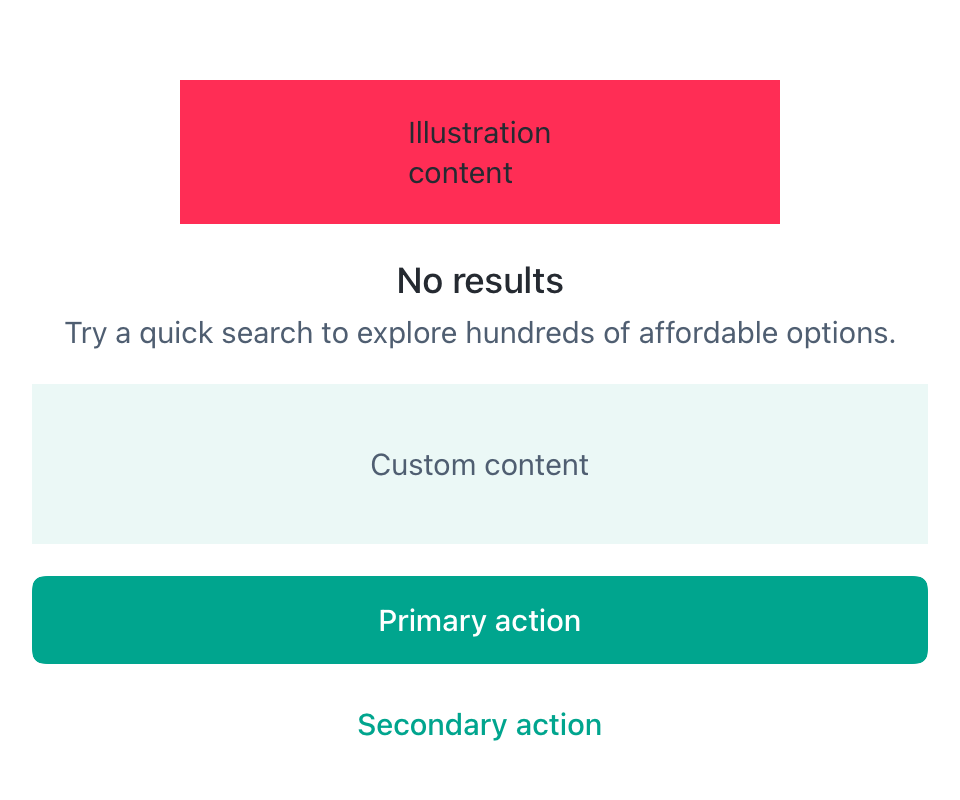 Illustration
content
No results
Try a quick search to explore hundreds of affordable options.
Custom content
Primary action
Secondary action